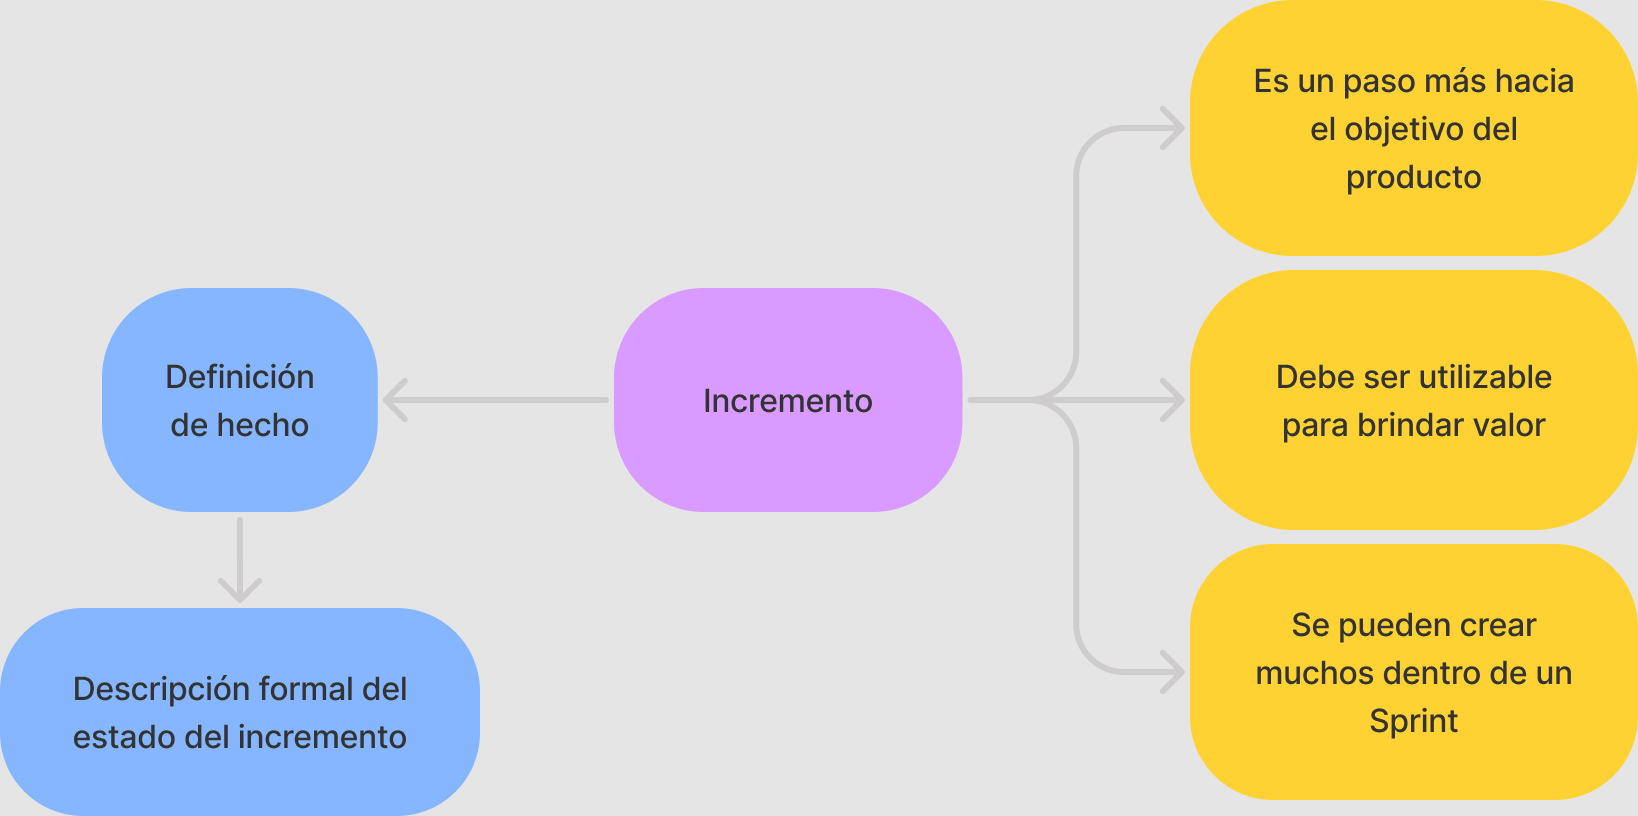 Es un paso más hacia
el objetivo del
producto
Definición
de hecho
Incremento
Debe ser utilizable
para brindar valor
Descripción formal del
estado del incremento
Se pueden crear
muchos dentro de un
Sprint